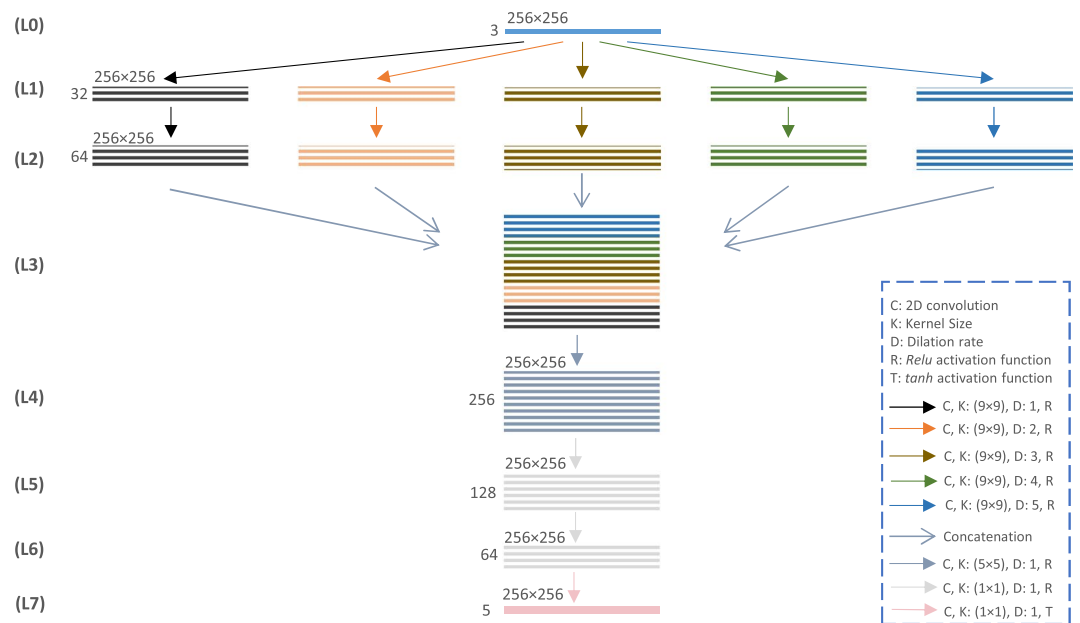 (L0)
256×256
3
(L1)
256×256
32
(L2)
256×256
64
(L3)
(L4)
256×256
256
(L5)
256×256
128
(L6)
256×256
64
(L7)
256×256
5
C: 2D convolution
K: Kernel Size
D: Dilation rate
R: Relu activation function
T: tanh activation function
C, K: (9×9), D: 1, R
C, K: (9×9), D: 2, R
C, K: (9×9), D: 3, R
C, K: (9×9), D: 4, R
C, K: (9×9), D: 5, R
Concatenation
C, K: (5×5), D: 1, R
C, K: (1×1), D: 1, R
C, K: (1×1), D: 1, T